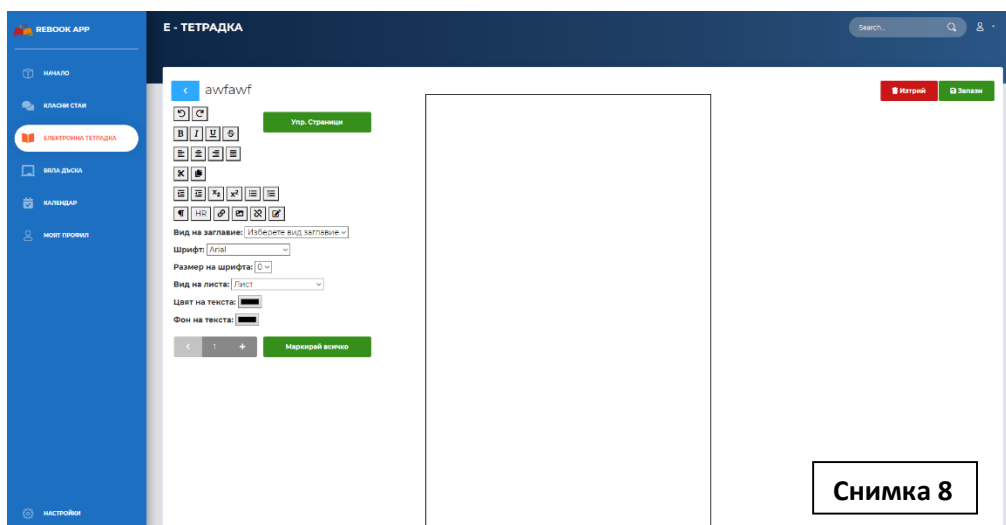 REBOOK APP
Е - ТЕТРАДКА
Search..
НАЧАЛО
КЛАСНИ СТАИ
ЕЛЕКТРОННА ТЕТРАДКА
БЯЛА ДЪСКА
КАЛЕНДАР
МОЯТ ПРОФИЛ
НАСТРОЙКИ
awfawf
Изтрий
Запази
Упр. Страници
B I U S
X₂ x²
¶ HR
Вид на заглавие: Изберете вид заглавие
Шрифт: Arial
Размер на шрифта: 0
Вид на листа: Лист
Цвят на текста:
Фон на текста:
< 1 +
Маркирай всичко
Снимка 8